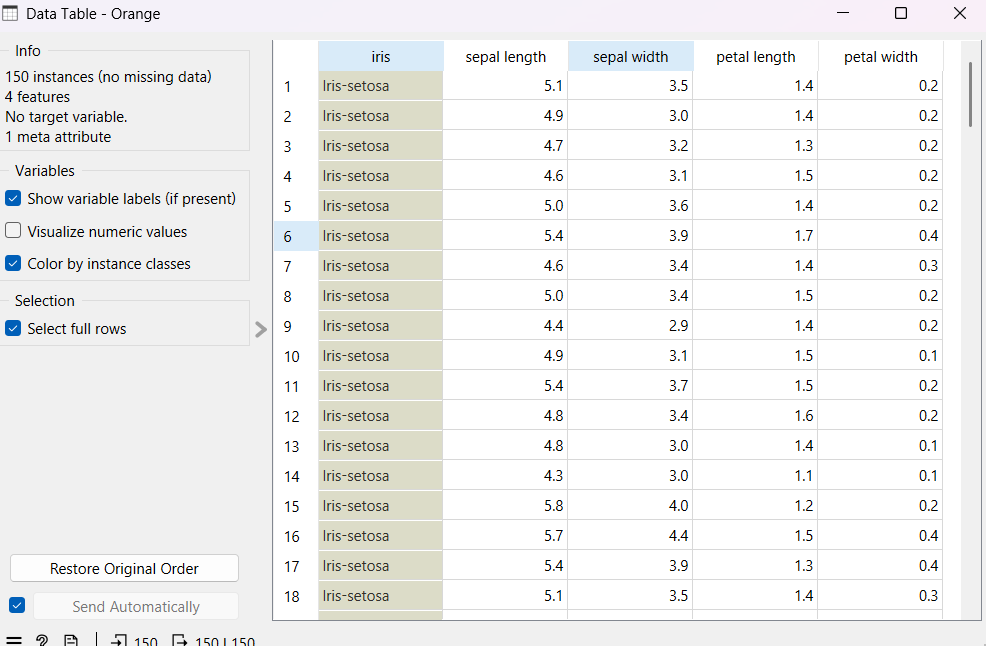 Data Table - Orange
Info
150 instances (no missing data)
4 features
No target variable.
1 meta attribute
Variables
Show variable labels (if present)
Visualize numeric values
Color by instance classes
Selection
Select full rows
Restore Original Order
Send Automatically
150 150 | 150
iris sepal length sepal width petal length petal width
1 Iris-setosa 5.1 3.5 1.4 0.2
2 Iris-setosa 4.9 3.0 1.4 0.2
3 Iris-setosa 4.7 3.2 1.3 0.2
4 Iris-setosa 4.6 3.1 1.5 0.2
5 Iris-setosa 5.0 3.6 1.4 0.2
6 Iris-setosa 5.4 3.9 1.7 0.4
7 Iris-setosa 4.6 3.4 1.4 0.3
8 Iris-setosa 5.0 3.4 1.5 0.2
9 Iris-setosa 4.4 2.9 1.4 0.2
10 Iris-setosa 4.9 3.1 1.5 0.1
11 Iris-setosa 5.4 3.7 1.5 0.2
12 Iris-setosa 4.8 3.4 1.6 0.2
13 Iris-setosa 4.8 3.0 1.4 0.1
14 Iris-setosa 4.3 3.0 1.1 0.1
15 Iris-setosa 5.8 4.0 1.2 0.2
16 Iris-setosa 5.7 4.4 1.5 0.4
17 Iris-setosa 5.4 3.9 1.3 0.4
18 Iris-setosa 5.1 3.5 1.4 0.3